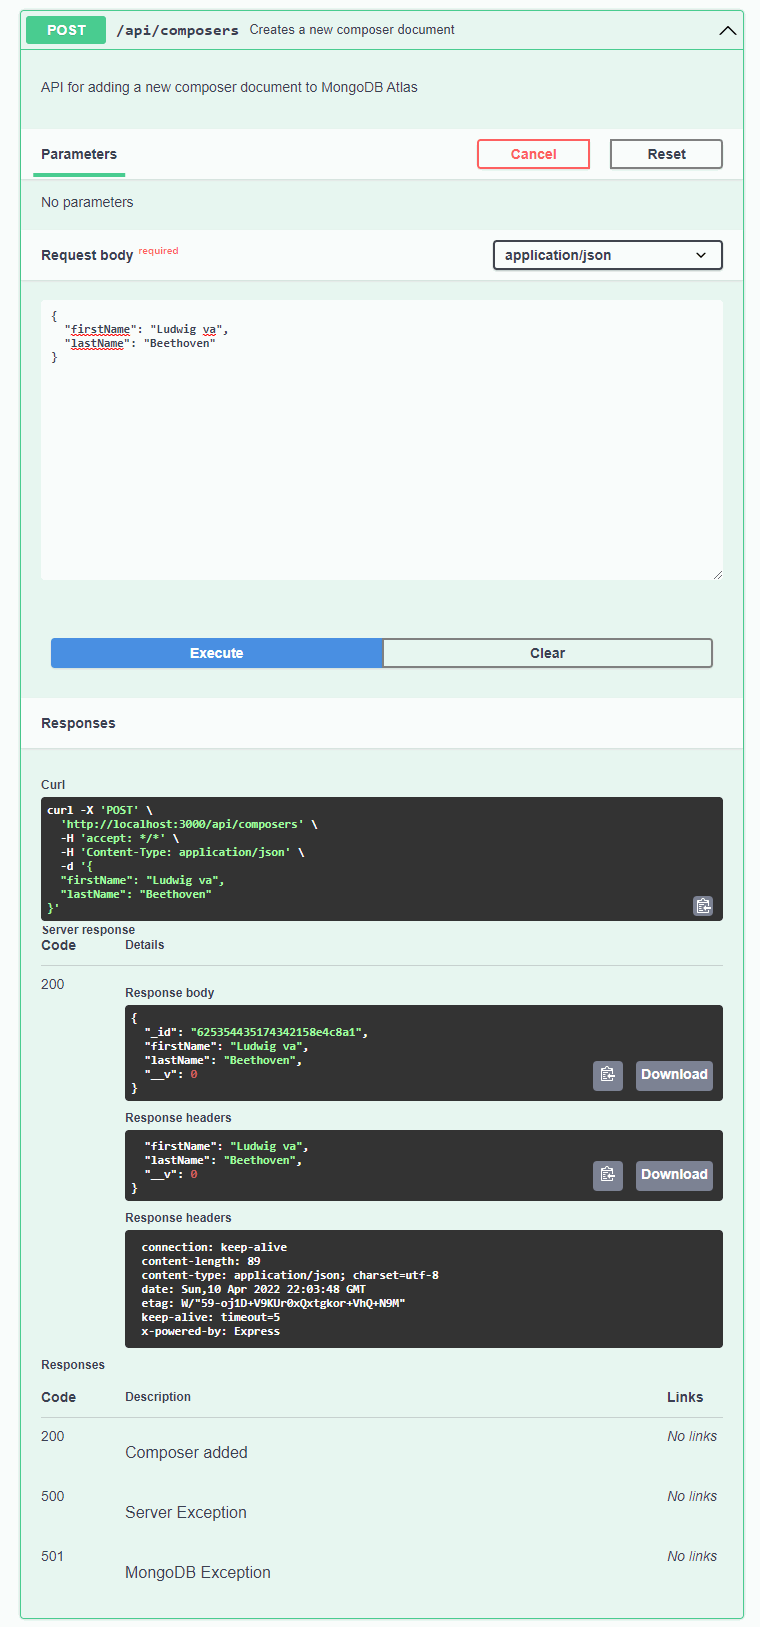 POST /api/composers Creates a new composer document
API for adding a new composer document to MongoDB Atlas
Parameters Cancel Reset
No parameters
Request body required application/json
{
"firstName": "Ludwig va",
"lastName": "Beethoven"
}
Execute Clear
Responses
Curl
curl -X 'POST' \
'http://localhost:3000/api/composers' \
-H 'accept: */*' \
-H 'Content-Type: application/json' \
-d '{
"firstName": "Ludwig va",
"lastName": "Beethoven"
}'
Server response
Code Details
200
Response body
{
"_id": "625354435174342158e4c8a1",
"firstName": "Ludwig va",
"lastName": "Beethoven",
"__v": 0
}
Download
Response headers
"firstName": "Ludwig va",
"lastName": "Beethoven",
"__v": 0
}
Download
Response headers
connection: keep-alive
content-length: 89
content-type: application/json; charset=utf-8
date: Sun,10 Apr 2022 22:03:48 GMT
etag: W/"59-oj1D+V9KUr0xQxtgkor+VhQ+N9M"
keep-alive: timeout=5
x-powered-by: Express
Responses
Code Description Links
200 No links
Composer added
500 No links
Server Exception
501 No links
MongoDB Exception